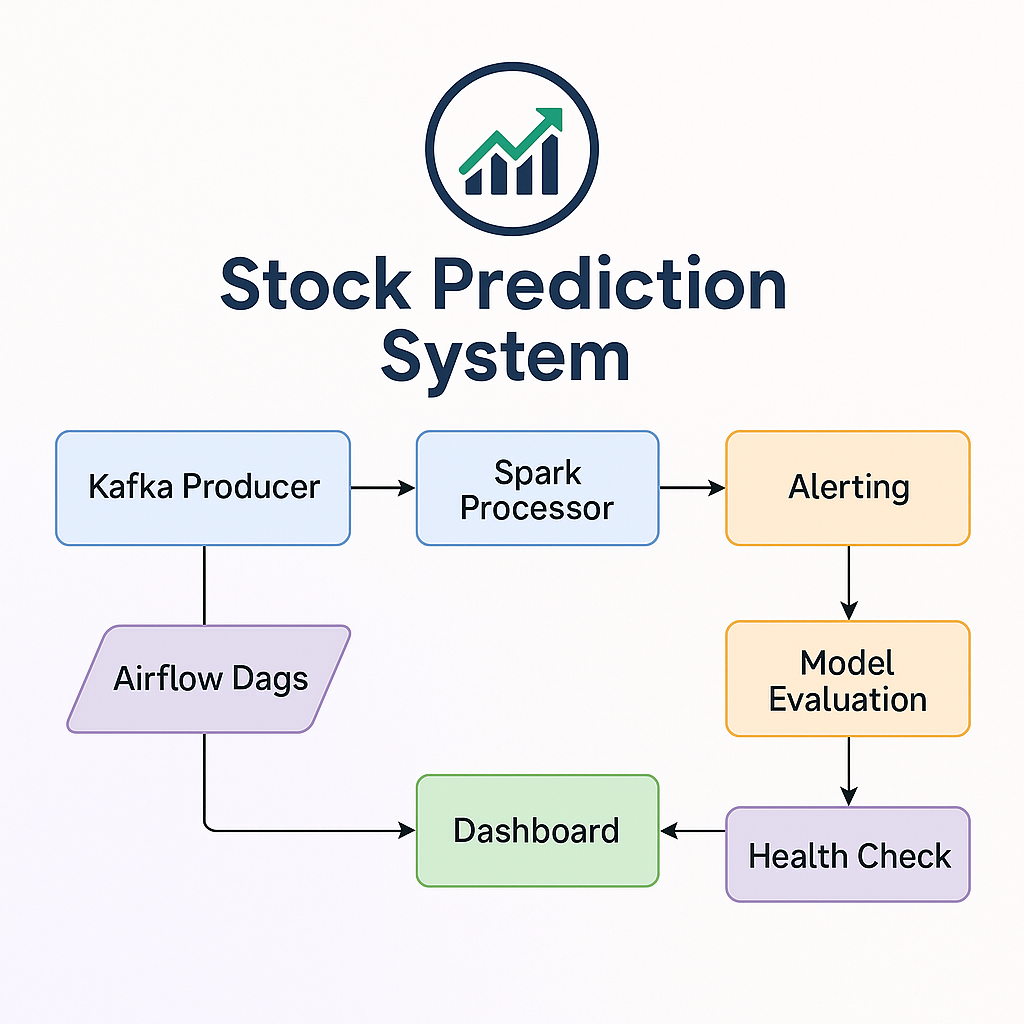 Stock Prediction
System
Kafka Producer
Spark
Processor
Alerting
Airflow Dags
Model
Evaluation
Dashboard
Health Check